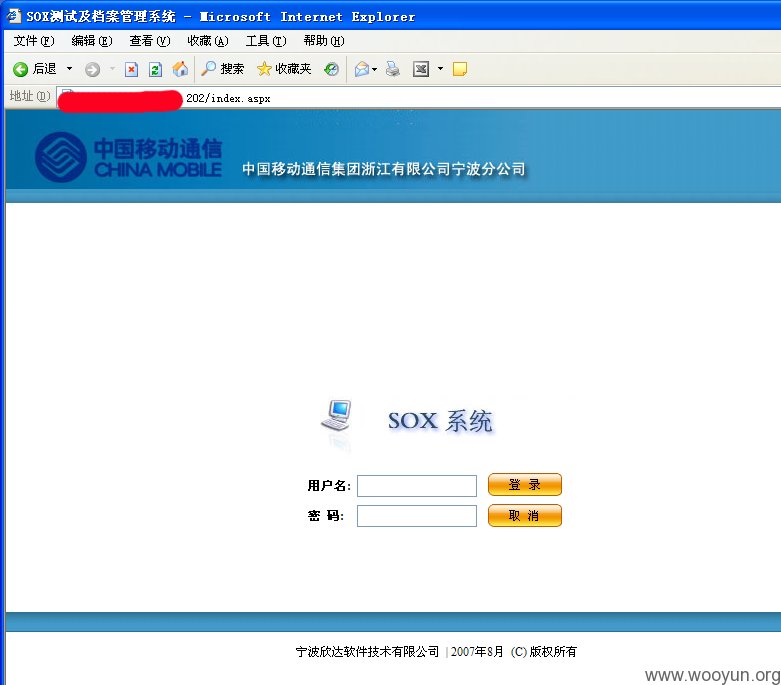 SOX测试及档案管理系统 - Microsoft Internet Explorer
文件(F) 编辑(E) 查看(V) 收藏(A) 工具(T) 帮助(H)
后退 搜索 收藏夹
地址(D) 202/index.aspx
中国移动通信
CHINA MOBILE
中国移动通信集团浙江有限公司宁波分公司
SOX 系统
用户名: 登 录
密 码: 取 消
宁波欣达软件技术有限公司 | 2007年8月 (C) 版权所有
www.wooyun.org